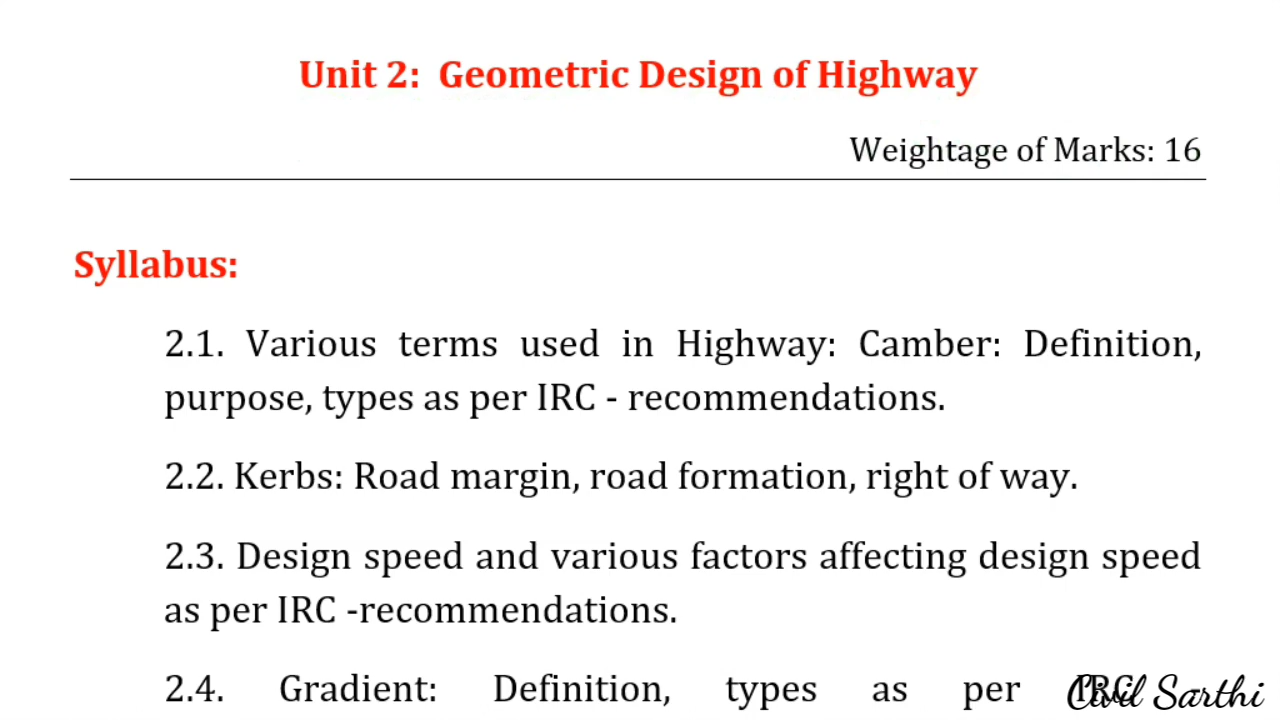 Unit 2: Geometric Design of Highway
Weightage of Marks: 16
Syllabus:
2.1. Various terms used in Highway: Camber: Definition,
purpose, types as per IRC - recommendations.
2.2. Kerbs: Road margin, road formation, right of way.
2.3. Design speed and various factors affecting design speed
as per IRC -recommendations.
2.4. Gradient: Definition, types as per IRC -
Civil Sarthi